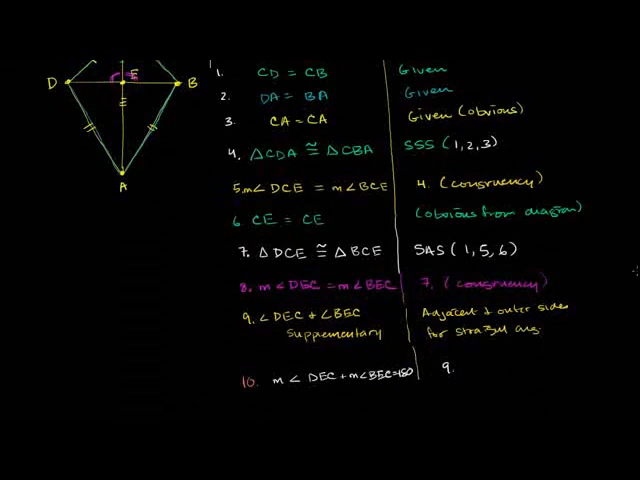 D
E
B
A
1. CD = CB Given
2. DA = BA Given
3. CA = CA Given (obvious)
4. △CDA ≅ △CBA SSS (1,2,3)
5. m∠DCE = m∠BCE 4. (congruency)
6. CE = CE (obvious from diagram)
7. △DCE ≅ △BCE SAS (1,5,6)
8. m∠DEC = m∠BEC 7. (congruency)
9. ∠DEC + ∠BEC Adjacent + outer sides
supplementary for straight ang.
10. m∠DEC + m∠BEC = 180 9.